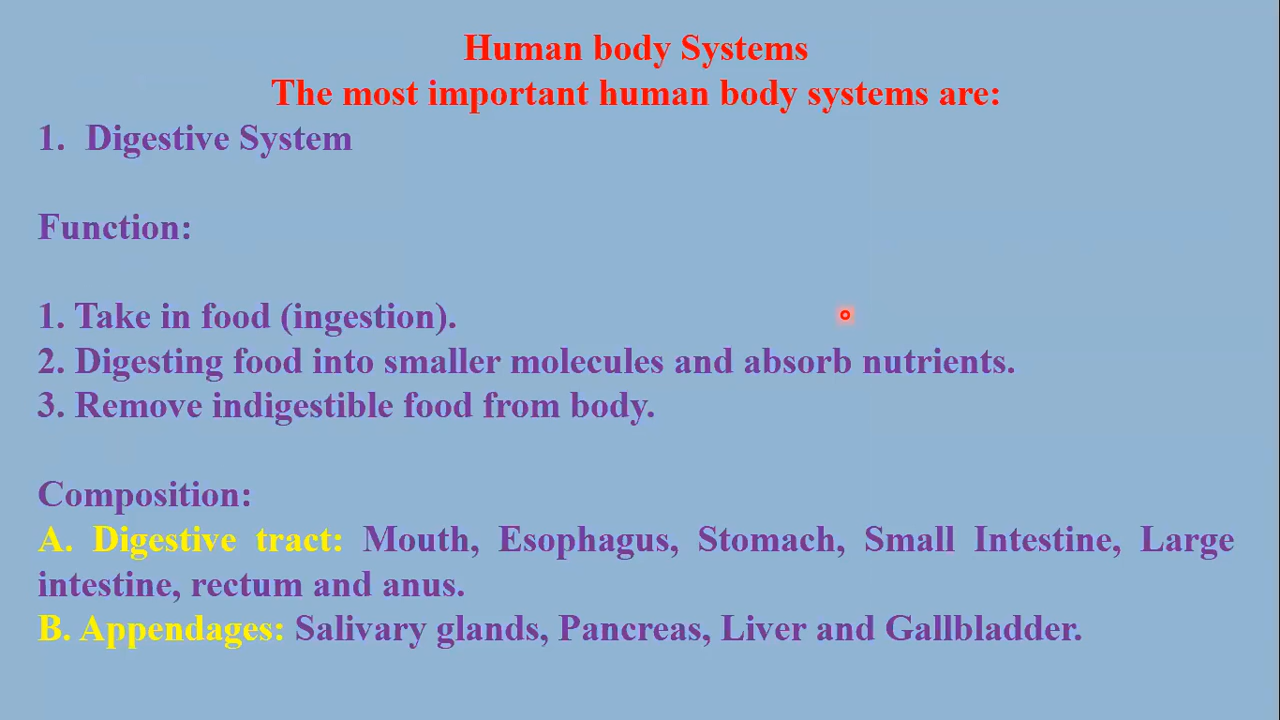 Human body Systems
The most important human body systems are:
1. Digestive System
Function:
1. Take in food (ingestion).
2. Digesting food into smaller molecules and absorb nutrients.
3. Remove indigestible food from body.
Composition:
A. Digestive tract: Mouth, Esophagus, Stomach, Small Intestine, Large
intestine, rectum and anus.
B. Appendages: Salivary glands, Pancreas, Liver and Gallbladder.